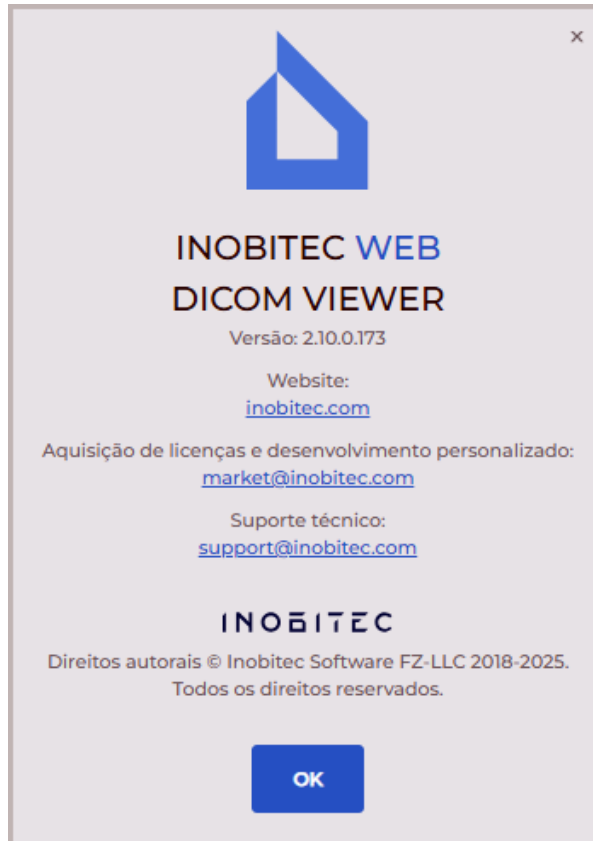 ×
INOBITEC WEB
DICOM VIEWER
Versão: 2.10.0.173
Website:
inobitec.com
Aquisição de licenças e desenvolvimento personalizado:
market@inobitec.com
Suporte técnico:
support@inobitec.com
INOBITEC
Direitos autorais © Inobitec Software FZ-LLC 2018-2025.
Todos os direitos reservados.
OK